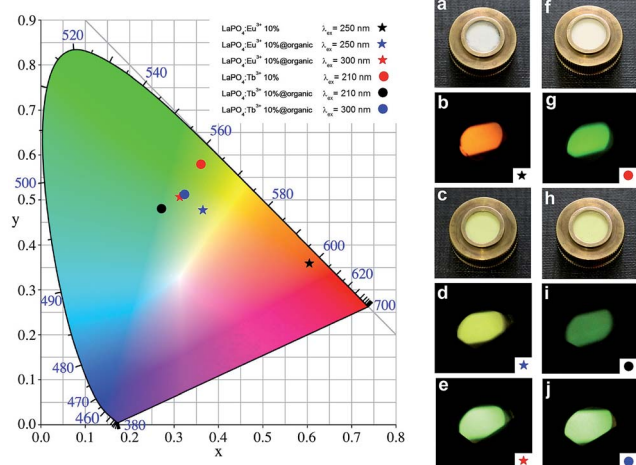 0.9
0.8
0.7
0.6
0.5
0.4
0.3
0.2
0.1
0.0
y
0.0 0.1 0.2 0.3 0.4 0.5 0.6 0.7 0.8
x
520
540
560
580
600
620
700
500
490
480
470
460
380
LaPO₄:Eu³⁺ 10% λex = 250 nm
LaPO₄:Eu³⁺ 10%@organic λex = 250 nm
LaPO₄:Eu³⁺ 10%@organic λex = 300 nm
LaPO₄:Tb³⁺ 10% λex = 210 nm
LaPO₄:Tb³⁺ 10%@organic λex = 210 nm
LaPO₄:Tb³⁺ 10%@organic λex = 300 nm
a f
b g
c h
d i
e j